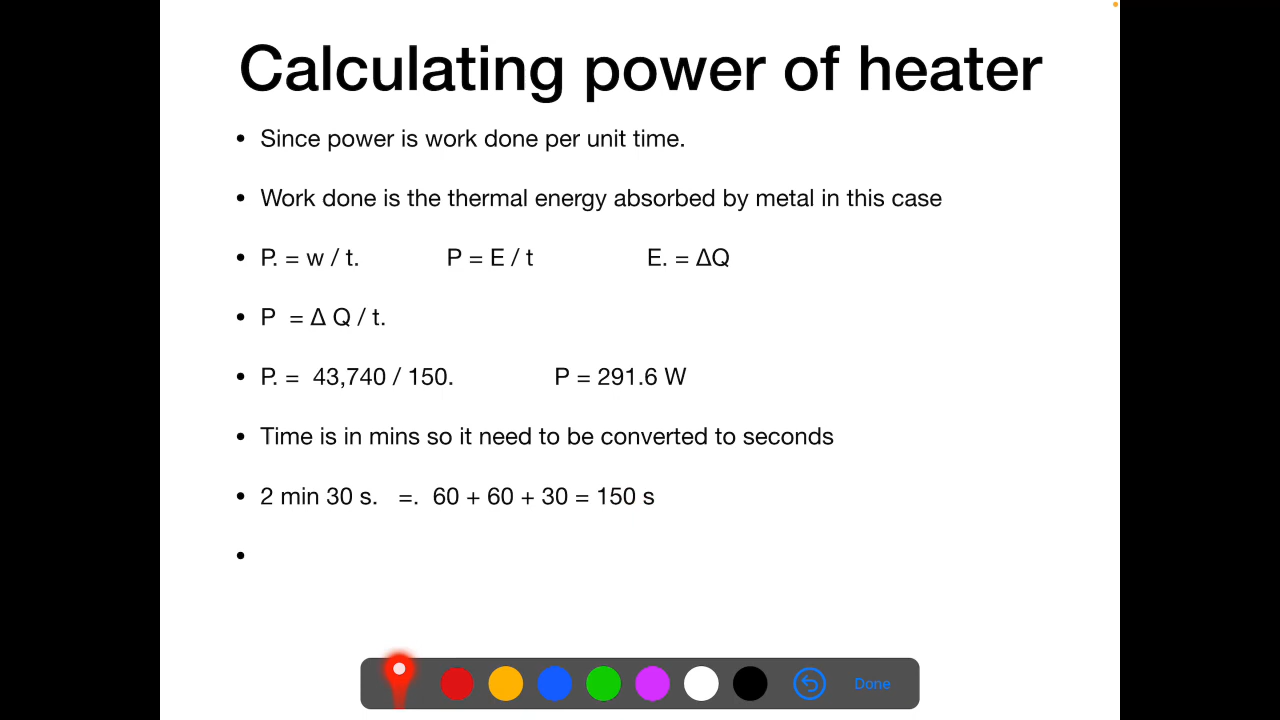 Calculating power of heater
• Since power is work done per unit time.
• Work done is the thermal energy absorbed by metal in this case
• P. = w / t. P = E / t E. = ΔQ
• P = Δ Q / t.
• P. = 43,740 / 150. P = 291.6 W
• Time is in mins so it need to be converted to seconds
• 2 min 30 s. =. 60 + 60 + 30 = 150 s
•
Done